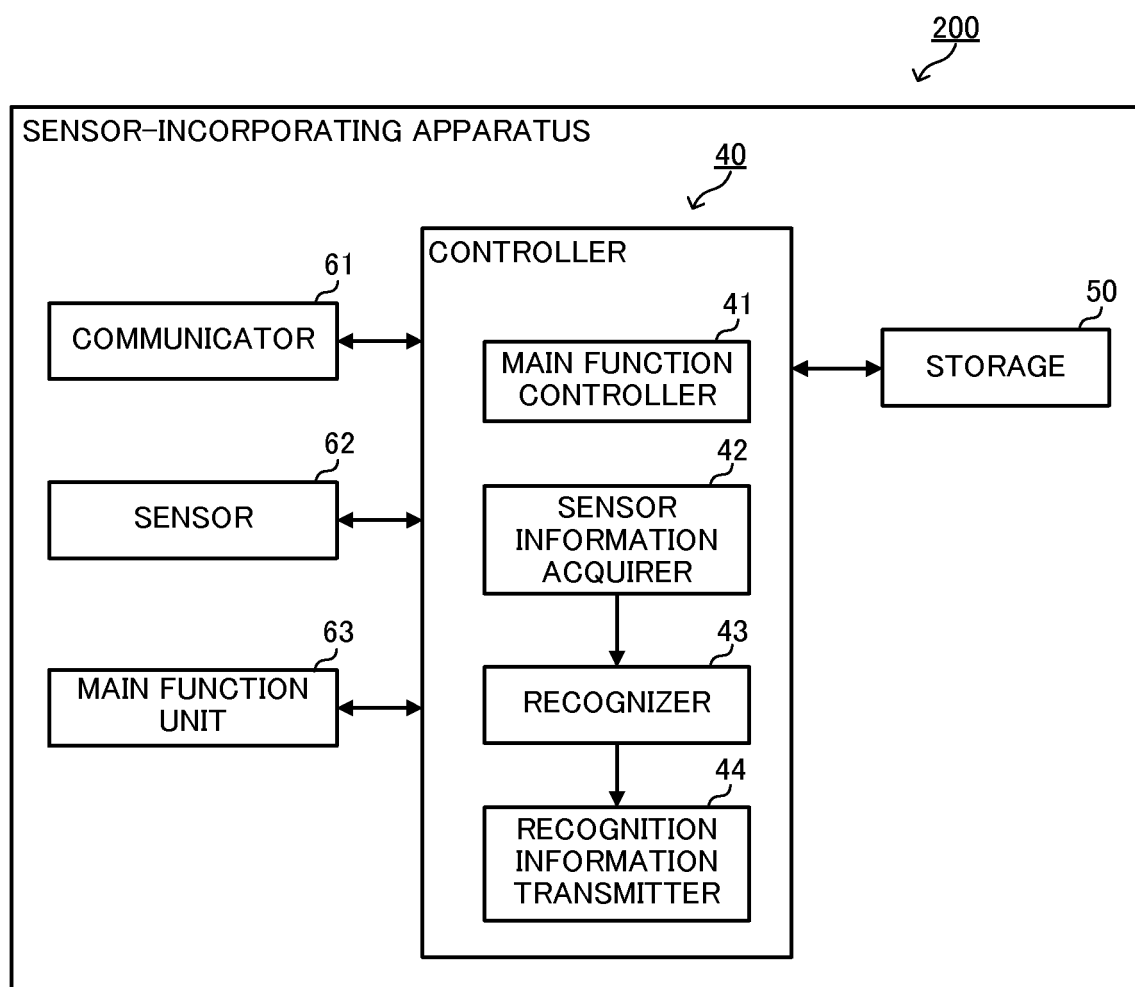 200
SENSOR-INCORPORATING APPARATUS
40
CONTROLLER
61
COMMUNICATOR
41
MAIN FUNCTION
CONTROLLER
50
STORAGE
62
SENSOR
42
SENSOR
INFORMATION
ACQUIRER
63
MAIN FUNCTION
UNIT
43
RECOGNIZER
44
RECOGNITION
INFORMATION
TRANSMITTER